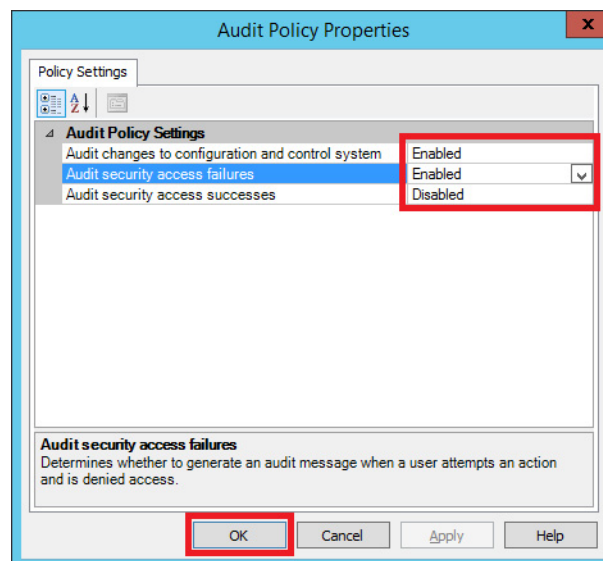 Audit Policy Properties
x
Policy Settings
A
Z
Audit Policy Settings
Audit changes to configuration and control system Enabled
Audit security access failures Enabled
Audit security access successes Disabled
Audit security access failures
Determines whether to generate an audit message when a user attempts an action
and is denied access.
OK Cancel Apply Help